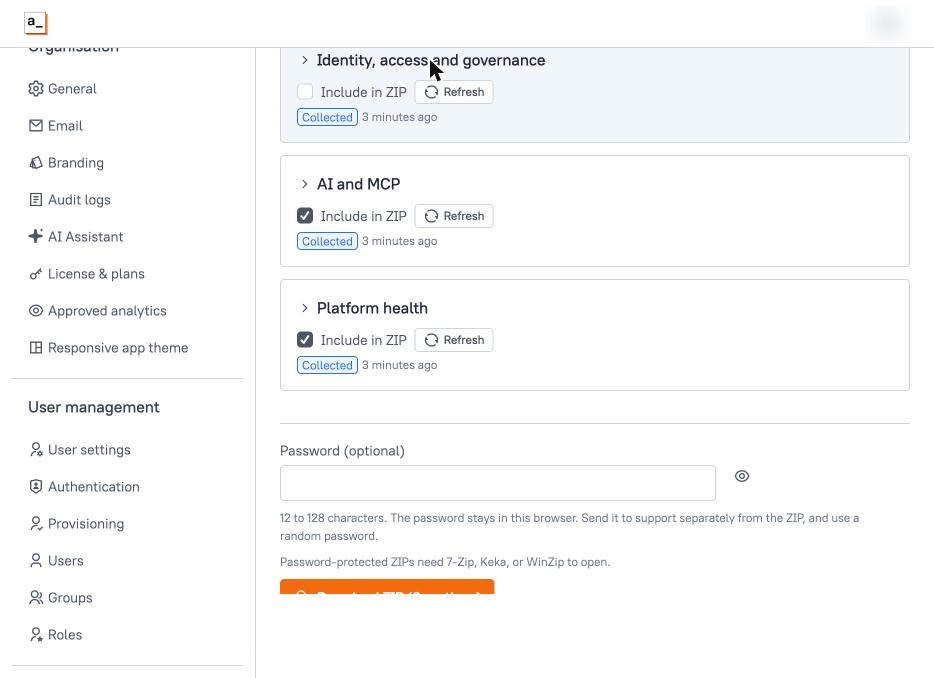 a_
Organisation
General
Email
Branding
Audit logs
AI Assistant
License & plans
Approved analytics
Responsive app theme
User management
User settings
Authentication
Provisioning
Users
Groups
Roles
Identity, access and governance
Include in ZIP Refresh
Collected 3 minutes ago
AI and MCP
Include in ZIP Refresh
Collected 3 minutes ago
Platform health
Include in ZIP Refresh
Collected 3 minutes ago
Password (optional)
12 to 128 characters. The password stays in this browser. Send it to support separately from the ZIP, and use a
random password.
Password-protected ZIPs need 7-Zip, Keka, or WinZip to open.
Download ZIP